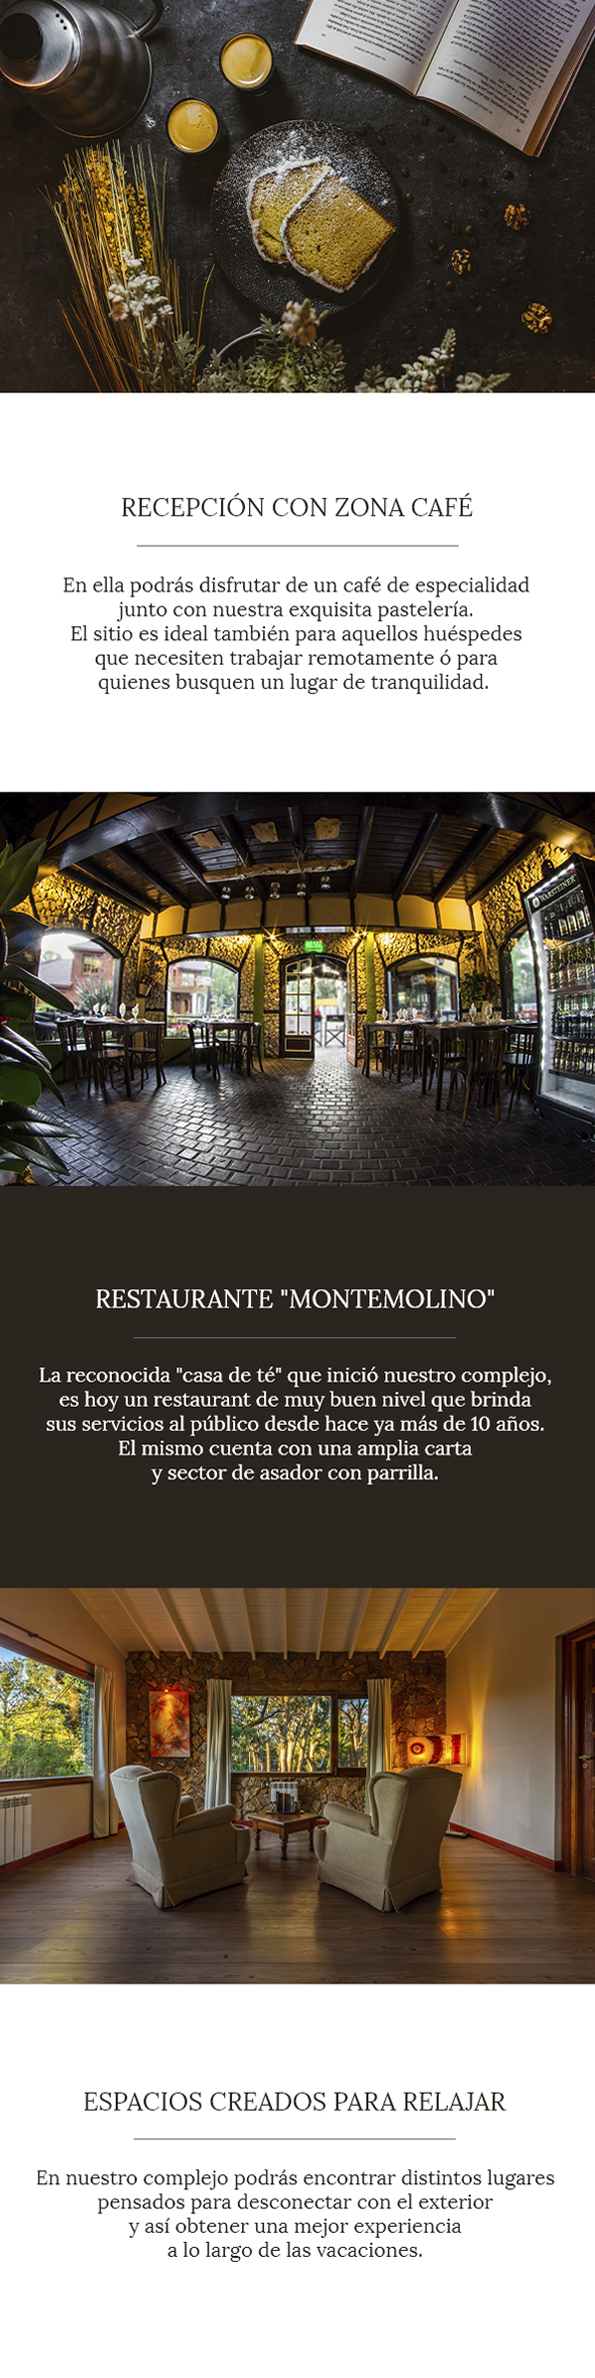 RECEPCIÓN CON ZONA CAFÉ
En ella podrás disfrutar de un café de especialidad
junto con nuestra exquisita pastelería.
El sitio es ideal también para aquellos huéspedes
que necesiten trabajar remotamente ó para
quienes busquen un lugar de tranquilidad.
WARSTEINER
RESTAURANTE "MONTEMOLINO"
La reconocida "casa de té" que inició nuestro complejo,
es hoy un restaurant de muy buen nivel que brinda
sus servicios al público desde hace ya más de 10 años.
El mismo cuenta con una amplia carta
y sector de asador con parrilla.
ESPACIOS CREADOS PARA RELAJAR
En nuestro complejo podrás encontrar distintos lugares
pensados para desconectar con el exterior
y así obtener una mejor experiencia
a lo largo de las vacaciones.